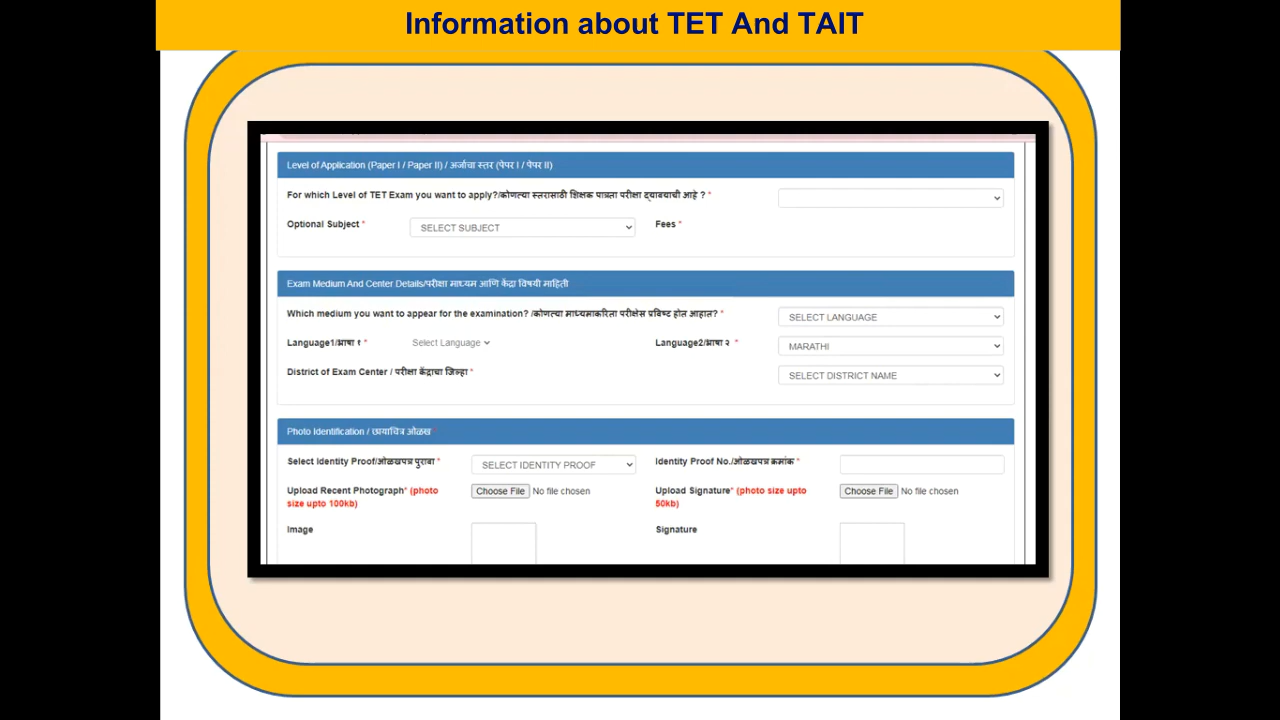 Information about TET And TAIT
Level of Application (Paper I / Paper II) / अर्जाचा स्तर (पेपर I / पेपर II)
For which Level of TET Exam you want to apply?/कोणत्या स्तरासाठी शिक्षक पात्रता परीक्षा द्यावयाची आहे ? *
Optional Subject * SELECT SUBJECT Fees *
Exam Medium And Center Details/परीक्षा माध्यम आणि केंद्रा विषयी माहिती
Which medium you want to appear for the examination? /कोणत्या माध्यमाकरिता परीक्षेस प्रविष्ट होत आहात? * SELECT LANGUAGE
Language1/भाषा १ * Select Language Language2/भाषा २ * MARATHI
District of Exam Center / परीक्षा केंद्राचा जिल्हा * SELECT DISTRICT NAME
Photo Identification / छायाचित्र ओळख *
Select Identity Proof/ओळखपत्र पुरावा * SELECT IDENTITY PROOF Identity Proof No./ओळखपत्र क्रमांक *
Upload Recent Photograph* (photo Choose File No file chosen Upload Signature* (photo size upto Choose File No file chosen
size upto 100kb) 50kb)
Image Signature